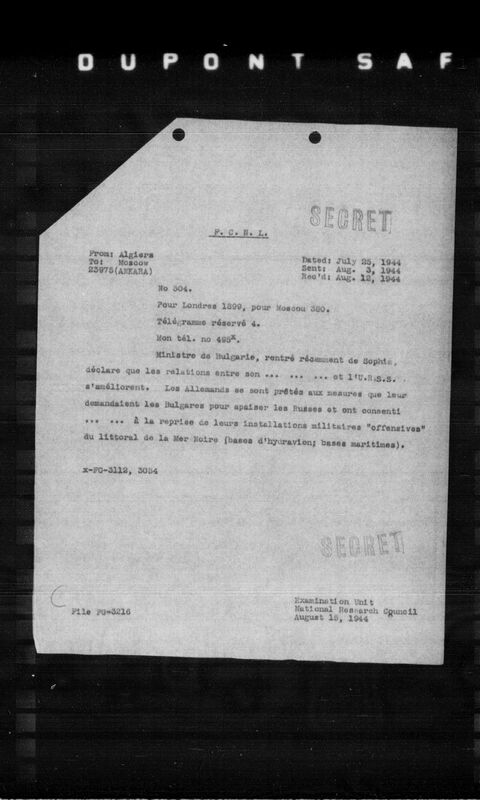 DUPONT SAF
SECRET
F. C. N. L.
From: Algiers
To: Moscow
23975(ANKARA)
Dated: July 25, 1944
Sent: Aug. 3, 1944
Rec'd: Aug. 12, 1944
No 304.
Pour Londres 1899, pour Moscou 380.
Télégramme réservé 4.
Mon tél. no 495x.
Ministre de Bulgarie, rentré récemment de Sophia,
déclare que les relations entre son ... ... ... et l'U.R.S.S.
s'améliorent. Les Allemands se sont prêtés aux mesures que leur
demandaient les Bulgares pour apaiser les Russes et ont consenti
... ... à la reprise de leurs installations militaires "offensives"
du littoral de la Mer Noire (bases d'hydravion; bases maritimes).
x-FC-3112, 3054
SECRET
File FG-3216
Examination Unit
National Research Council
August 15, 1944